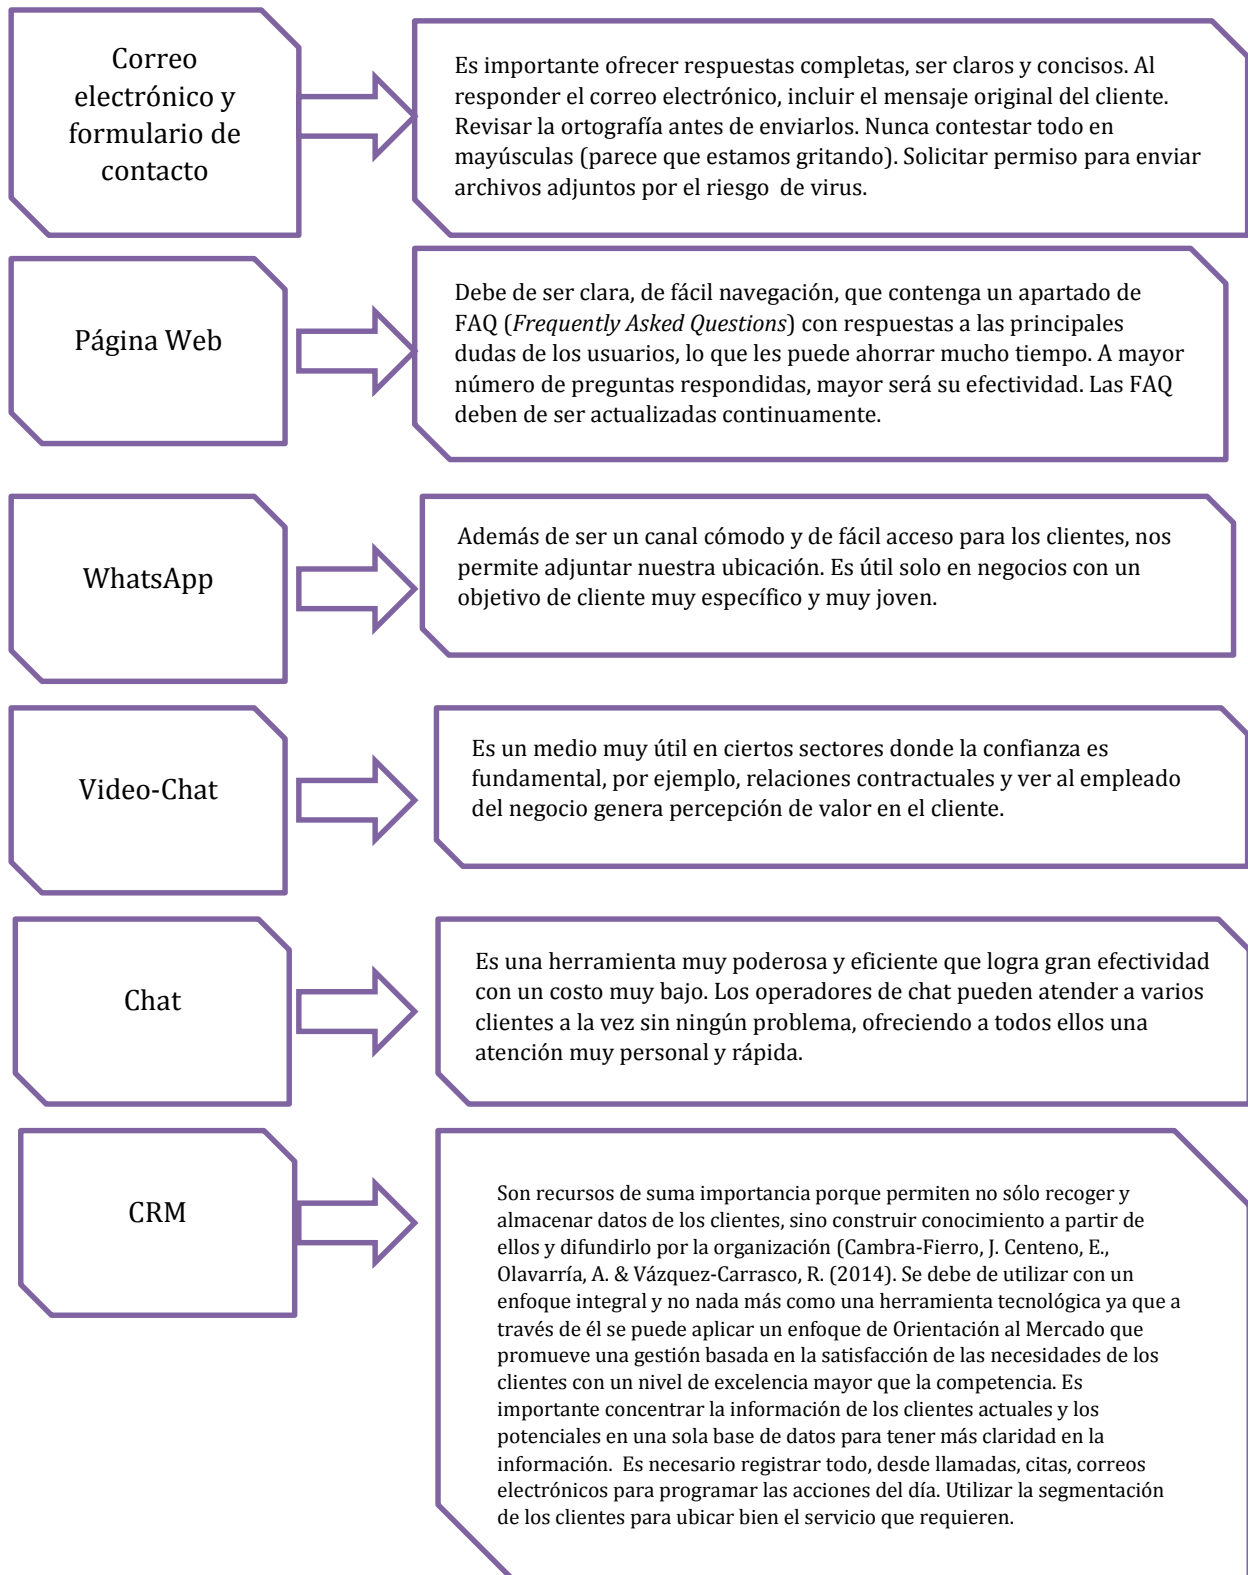 Correo
electrónico y
formulario de
contacto
Es importante ofrecer respuestas completas, ser claros y concisos. Al
responder el correo electrónico, incluir el mensaje original del cliente.
Revisar la ortografía antes de enviarlos. Nunca contestar todo en
mayúsculas (parece que estamos gritando). Solicitar permiso para enviar
archivos adjuntos por el riesgo  de virus.
Página Web
Debe de ser clara, de fácil navegación, que contenga un apartado de
FAQ (Frequently Asked Questions) con respuestas a las principales
dudas de los usuarios, lo que les puede ahorrar mucho tiempo. A mayor
número de preguntas respondidas, mayor será su efectividad. Las FAQ
deben de ser actualizadas continuamente.
WhatsApp
Además de ser un canal cómodo y de fácil acceso para los clientes, nos
permite adjuntar nuestra ubicación. Es útil solo en negocios con un
objetivo de cliente muy específico y muy joven.
Video-Chat
Es un medio muy útil en ciertos sectores donde la confianza es
fundamental, por ejemplo, relaciones contractuales y ver al empleado
del negocio genera percepción de valor en el cliente.
Chat
Es una herramienta muy poderosa y eficiente que logra gran efectividad
con un costo muy bajo. Los operadores de chat pueden atender a varios
clientes a la vez sin ningún problema, ofreciendo a todos ellos una
atención muy personal y rápida.
CRM
Son recursos de suma importancia porque permiten no sólo recoger y
almacenar datos de los clientes, sino construir conocimiento a partir de
ellos y difundirlo por la organización (Cambra-Fierro, J. Centeno, E.,
Olavarría, A. & Vázquez-Carrasco, R. (2014). Se debe de utilizar con un
enfoque integral y no nada más como una herramienta tecnológica ya que a
través de él se puede aplicar un enfoque de Orientación al Mercado que
promueve una gestión basada en la satisfacción de las necesidades de los
clientes con un nivel de excelencia mayor que la competencia. Es
importante concentrar la información de los clientes actuales y los
potenciales en una sola base de datos para tener más claridad en la
información.  Es necesario registrar todo, desde llamadas, citas, correos
electrónicos para programar las acciones del día. Utilizar la segmentación
de los clientes para ubicar bien el servicio que requieren.